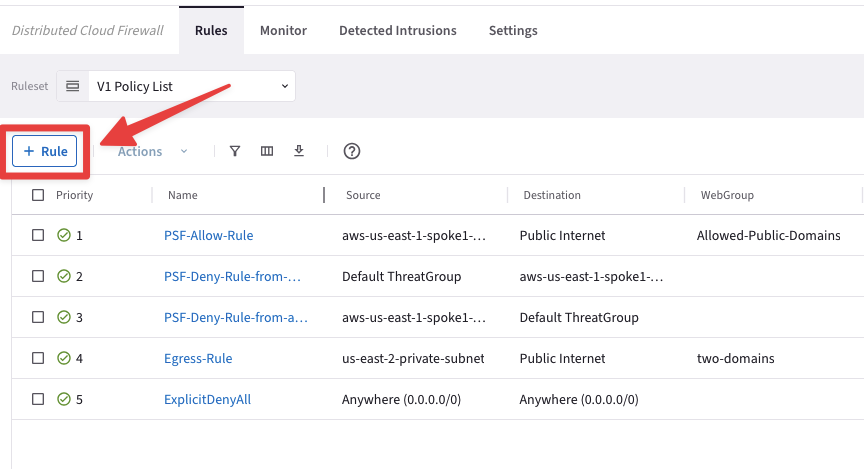 Distributed Cloud Firewall Rules Monitor Detected Intrusions Settings
Ruleset V1 Policy List
+ Rule Actions ?
Priority Name Source Destination WebGroup
1 PSF-Allow-Rule aws-us-east-1-spoke1-... Public Internet Allowed-Public-Domains
2 PSF-Deny-Rule-from-... Default ThreatGroup aws-us-east-1-spoke1-...
3 PSF-Deny-Rule-from-a... aws-us-east-1-spoke1-... Default ThreatGroup
4 Egress-Rule us-east-2-private-subnet Public Internet two-domains
5 ExplicitDenyAll Anywhere (0.0.0.0/0) Anywhere (0.0.0.0/0)